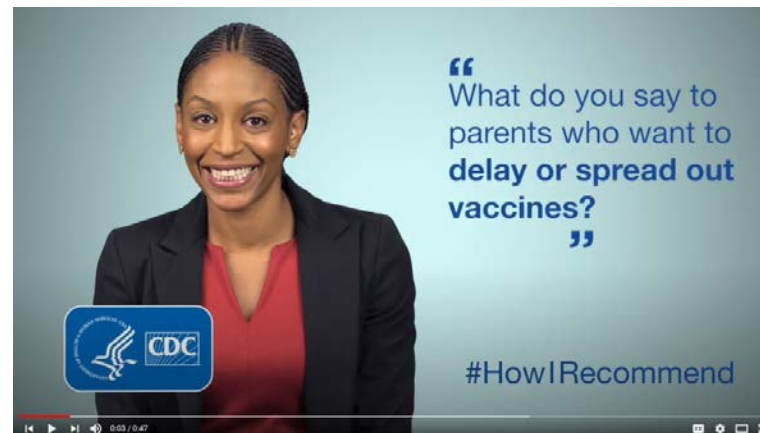 “
What do you say to
parents who want to
delay or spread out
vaccines?
”
CDC
#HowIRecommend
0:03 / 0:47